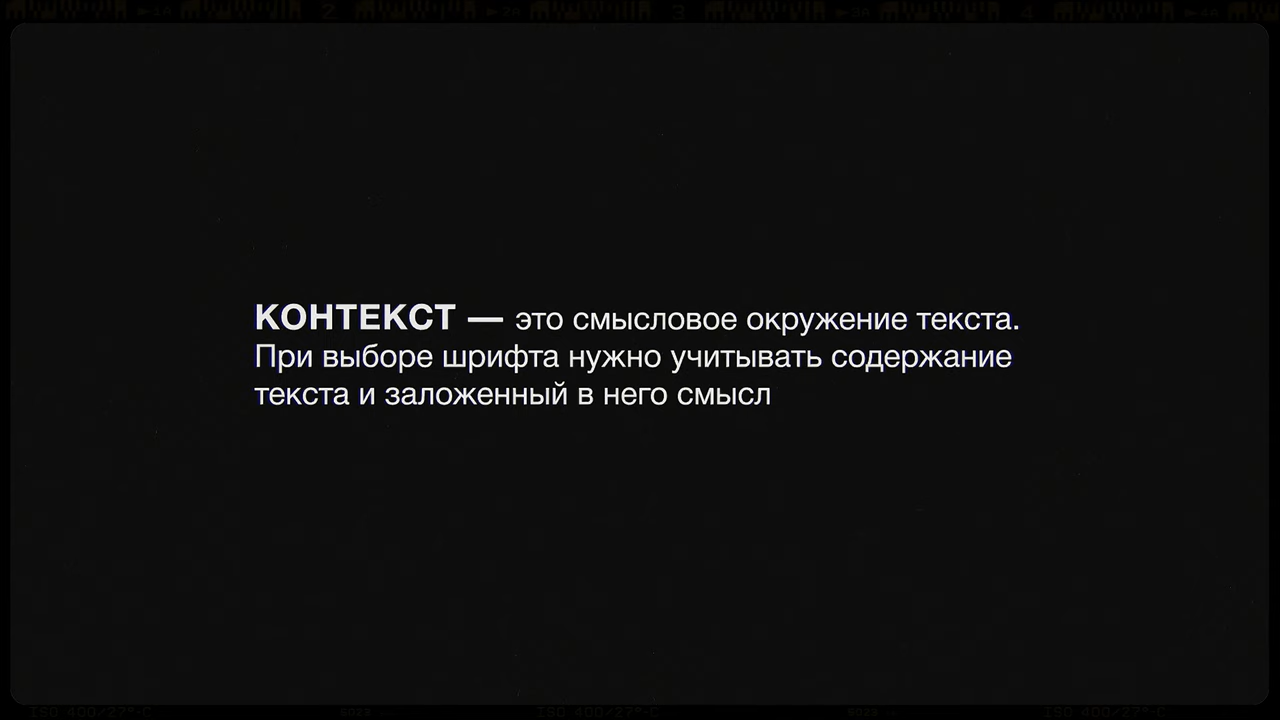 КОНТЕКСТ — это смысловое окружение текста.
При выборе шрифта нужно учитывать содержание
текста и заложенный в него смысл